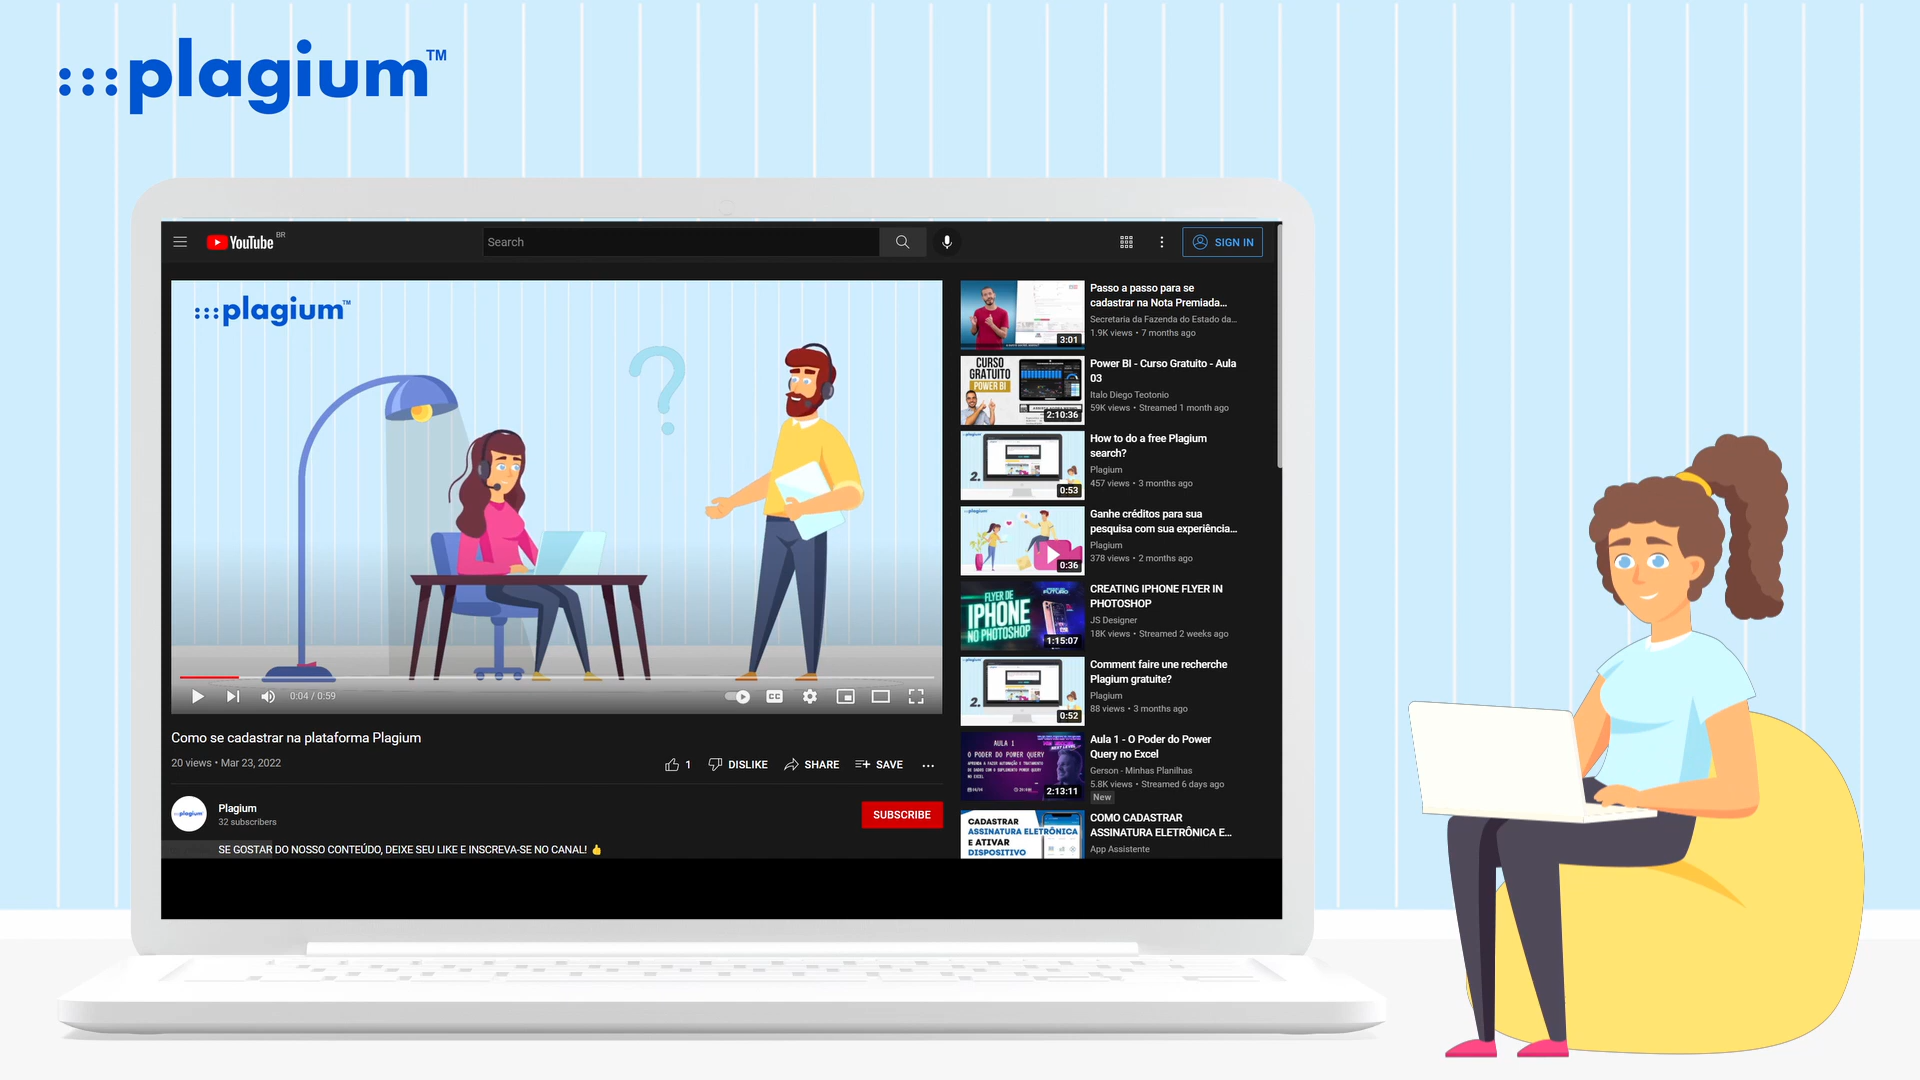 :::plagium™
YouTube BR
Search
SIGN IN
:::plagium™
0:04 / 0:59
CC
Como se cadastrar na plataforma Plagium
20 views • Mar 23, 2022
1
DISLIKE
SHARE
SAVE
Plagium
32 subscribers
SUBSCRIBE
SE GOSTAR DO NOSSO CONTEÚDO, DEIXE SEU LIKE E INSCREVA-SE NO CANAL! 👍
3:01
Passo a passo para se
cadastrar na Nota Premiada...
Secretaria da Fazenda do Estado da...
1.9K views • 7 months ago
CURSO
GRATUITO
POWER BI
2:10:36
Power BI - Curso Gratuito - Aula
03
Italo Diego Teotonio
59K views • Streamed 1 month ago
2.
0:53
How to do a free Plagium
search?
Plagium
457 views • 3 months ago
0:36
Ganhe créditos para sua
pesquisa com sua experiência...
Plagium
378 views • 2 months ago
FLYER DE
IPHONE
NO PHOTOSHOP
1:15:07
CREATING IPHONE FLYER IN
PHOTOSHOP
JS Designer
18K views • Streamed 2 weeks ago
2.
0:52
Comment faire une recherche
Plagium gratuite?
Plagium
88 views • 3 months ago
AULA 1
O PODER DO POWER QUERY
2:13:11
Aula 1 - O Poder do Power
Query no Excel
Gerson - Minhas Planilhas
5.8K views • Streamed 6 days ago
New
CADASTRAR
ASSINATURA ELETRÔNICA
E ATIVAR
DISPOSITIVO
COMO CADASTRAR
ASSINATURA ELETRÔNICA E...
App Assistente